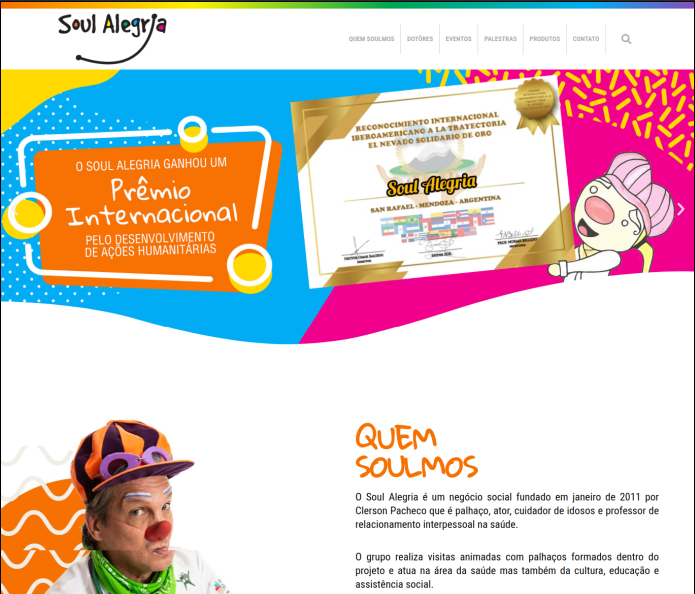 Soul Alegria
QUEM SOULMOS
DOTÔRES
EVENTOS
PALESTRAS
PRODUTOS
CONTATO
O SOUL ALEGRIA GANHOU UM
Prêmio
Internacional
PELO DESENVOLVIMENTO
DE AÇÕES HUMANITÁRIAS
RECONOCIMIENTO INTERNACIONAL
IBEROAMERICANO A LA TRAYECTORIA
EL NEVADO SOLIDARIO DE ORO
Soul Alegria
SAN RAFAEL - MENDOZA - ARGENTINA
QUEM
SOULMOS
O Soul Alegria é um negócio social fundado em janeiro de 2011 por
Clerson Pacheco que é palhaço, ator, cuidador de idosos e professor de
relacionamento interpessoal na saúde.
O grupo realiza visitas animadas com palhaços formados dentro do
projeto e atua na área da saúde mas também da cultura, educação e
assistência social.